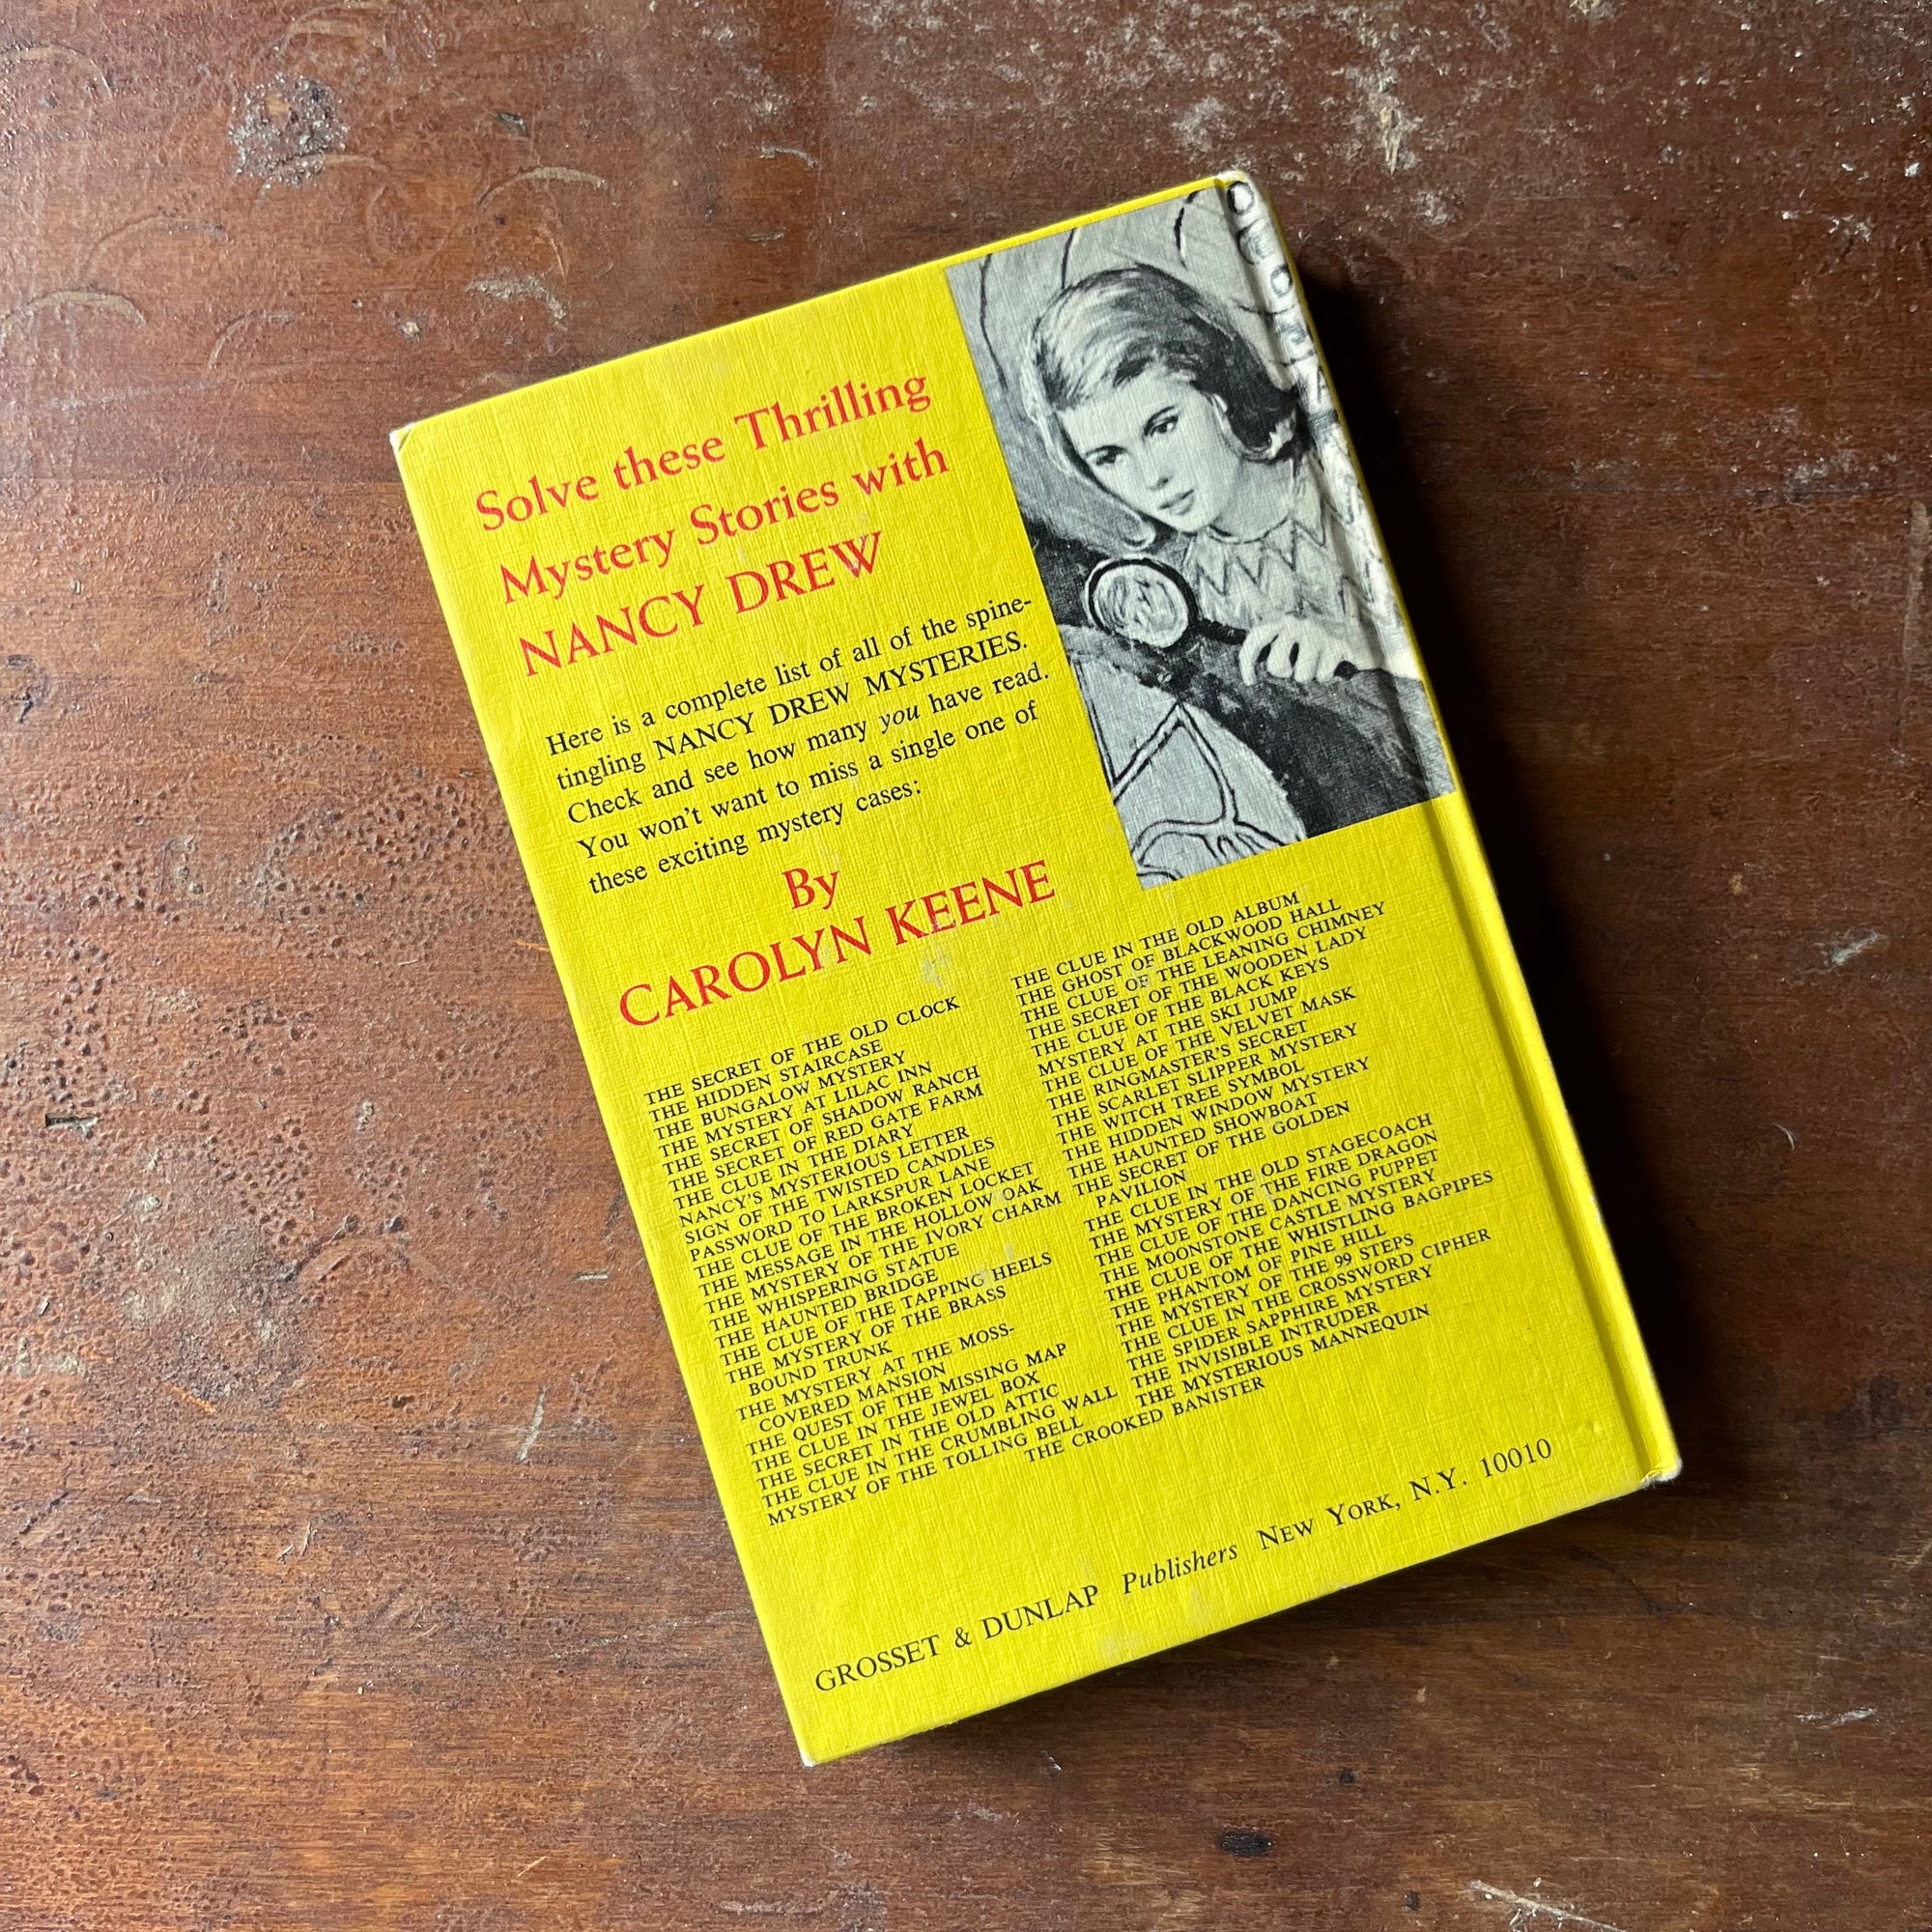 Solve these Thrilling
Mystery Stories with
NANCY DREW
Here is a complete list of all of the spine-
tingling NANCY DREW MYSTERIES.
Check and see how many you have read.
You won't want to miss a single one of
these exciting mystery cases:
By
CAROLYN KEENE
THE SECRET OF THE OLD CLOCK
THE HIDDEN STAIRCASE
THE BUNGALOW MYSTERY
THE MYSTERY AT LILAC INN
THE SECRET OF SHADOW RANCH
THE SECRET OF RED GATE FARM
THE CLUE IN THE DIARY
NANCY'S MYSTERIOUS LETTER
SIGN OF THE TWISTED CANDLES
PASSWORD TO LARKSPUR LANE
THE CLUE OF THE BROKEN LOCKET
THE MESSAGE IN THE HOLLOW OAK
THE MYSTERY OF THE IVORY CHARM
THE WHISPERING STATUE
THE HAUNTED BRIDGE
THE CLUE OF THE TAPPING HEELS
THE MYSTERY OF THE BRASS
BOUND TRUNK
THE MYSTERY AT THE MOSS-
COVERED MANSION
THE QUEST OF THE MISSING MAP
THE CLUE IN THE JEWEL BOX
THE SECRET IN THE OLD ATTIC
THE CLUE IN THE CRUMBLING WALL
MYSTERY OF THE TOLLING BELL
THE CLUE IN THE OLD ALBUM
THE GHOST OF BLACKWOOD HALL
THE CLUE OF THE LEANING CHIMNEY
THE SECRET OF THE WOODEN LADY
THE CLUE OF THE BLACK KEYS
MYSTERY AT THE SKI JUMP
THE CLUE OF THE VELVET MASK
THE RINGMASTER'S SECRET
THE SCARLET SLIPPER MYSTERY
THE WITCH TREE SYMBOL
THE HIDDEN WINDOW MYSTERY
THE HAUNTED SHOWBOAT
THE SECRET OF THE GOLDEN
PAVILION
THE CLUE IN THE OLD STAGECOACH
THE MYSTERY OF THE FIRE DRAGON
THE CLUE OF THE DANCING PUPPET
THE MOONSTONE CASTLE MYSTERY
THE CLUE OF THE WHISTLING BAGPIPES
THE PHANTOM OF PINE HILL
THE MYSTERY OF THE 99 STEPS
THE CLUE IN THE CROSSWORD CIPHER
THE SPIDER SAPPHIRE MYSTERY
THE INVISIBLE INTRUDER
THE MYSTERIOUS MANNEQUIN
THE CROOKED BANISTER
GROSSET & DUNLAP Publishers NEW YORK, N.Y. 10010